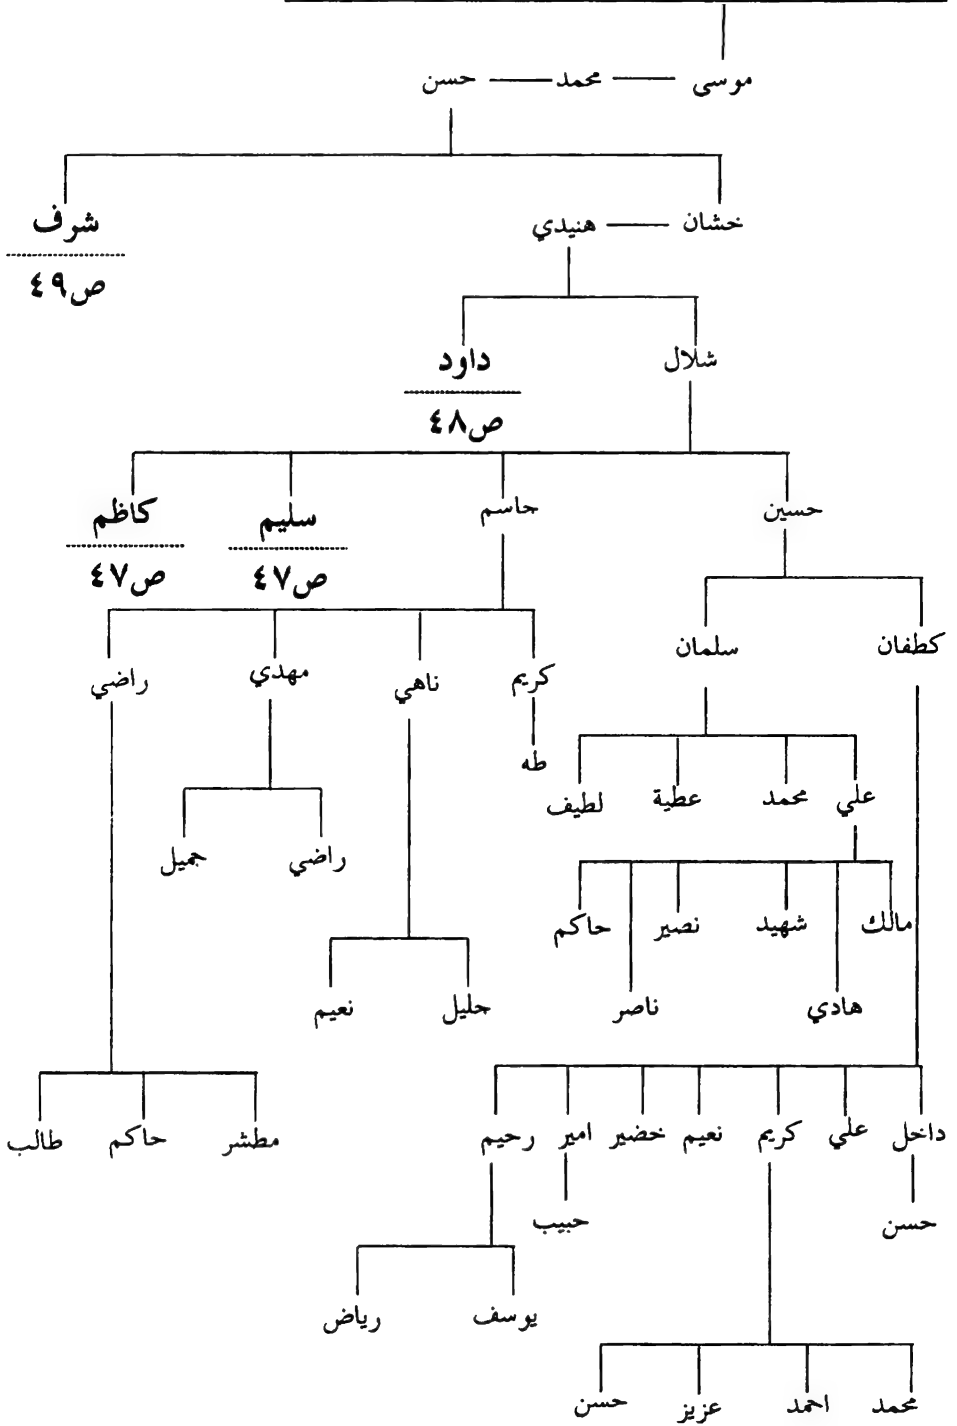 موسى محمد حسن
خشان هنيدي شرف
ص٤٩
شلال داود
ص٤٨
حسين جاسم سليم كاظم
ص٤٧ ص٤٧
كطفان سلمان كريم ناهي مهدي راضي
طه
علي محمد عطية لطيف
راضي جميل
مالك شهيد نصير حاكم
هادي ناصر حليل نعيم
داخل علي كريم نعيم خضير امير رحيم مطشر حاكم طالب
حسن حبيب
يوسف رياض
محمد احمد عزيز حسن